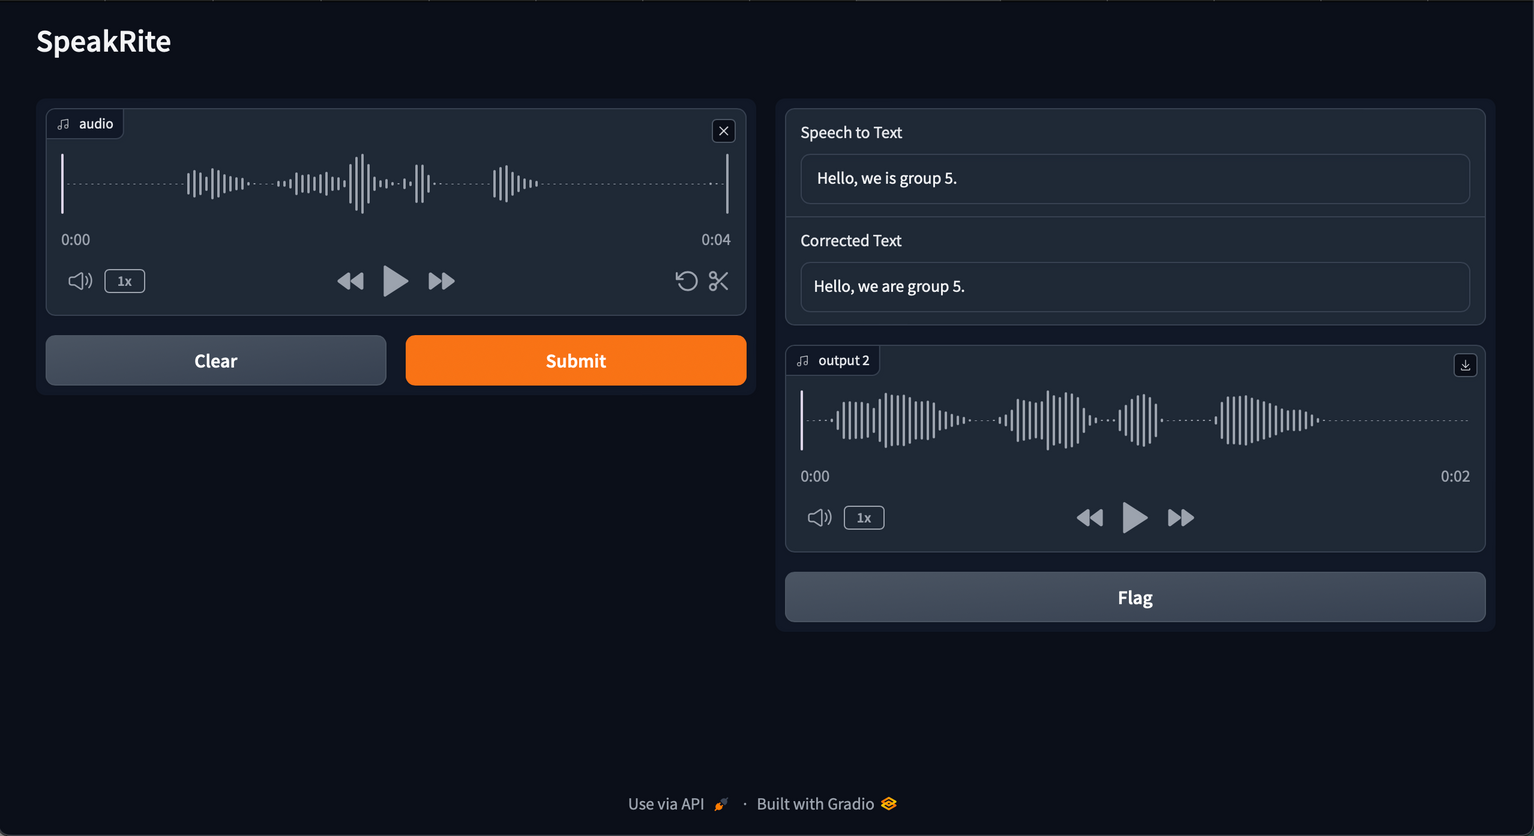 SpeakRite
audio
0:00
0:04
1x
Clear
Submit
Speech to Text
Hello, we is group 5.
Corrected Text
Hello, we are group 5.
output 2
0:00
0:02
1x
Flag
Use via API · Built with Gradio